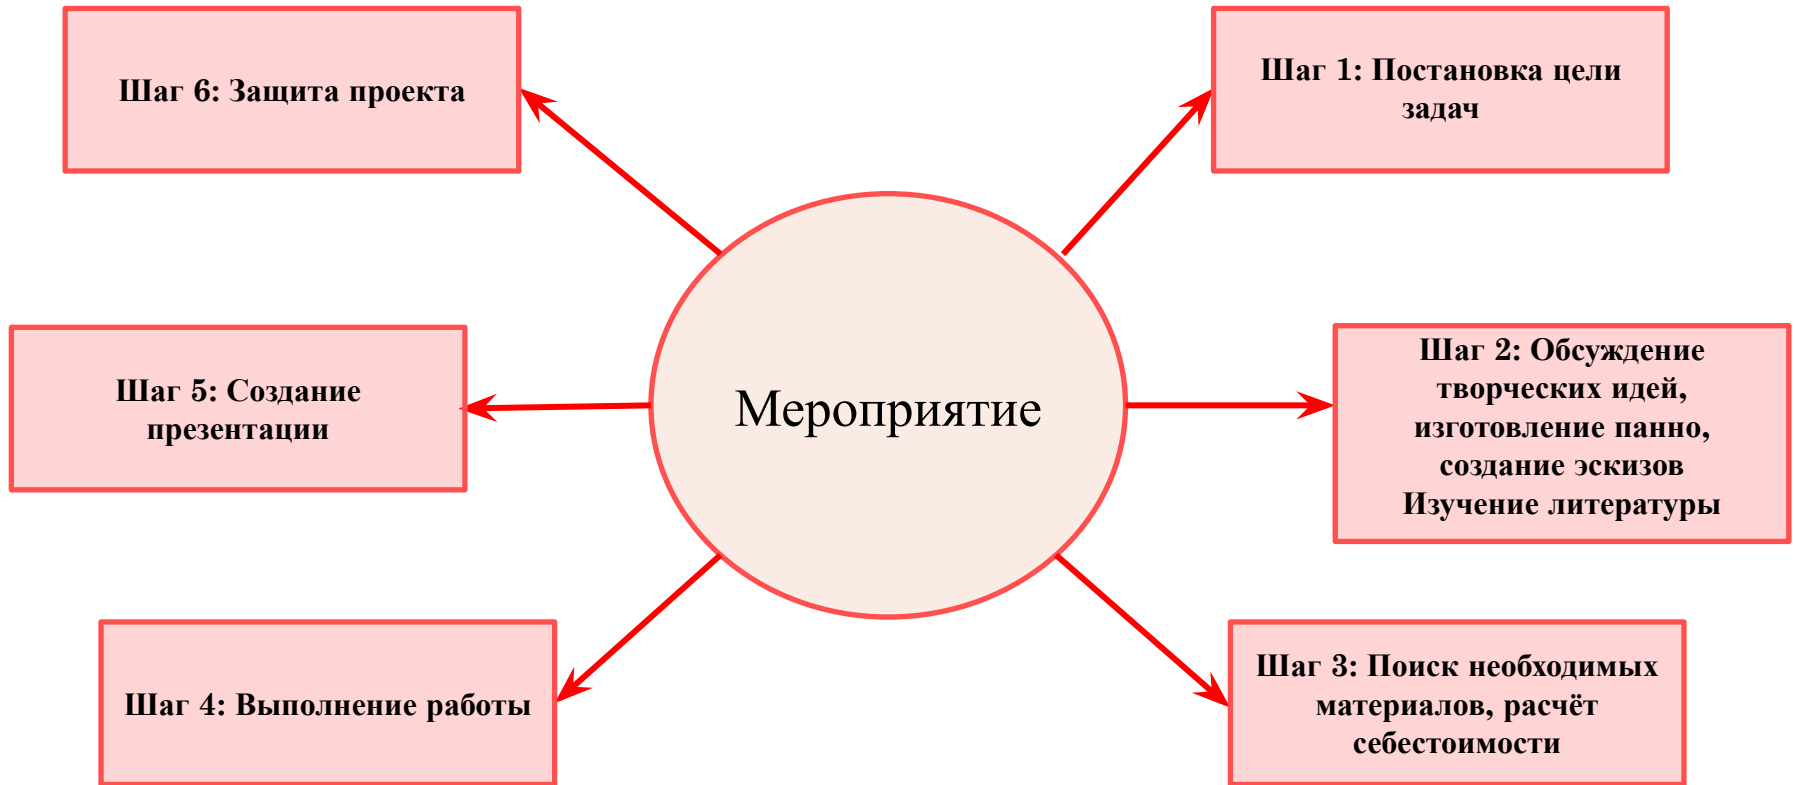 Шаг 6: Защита проекта
Шаг 1: Постановка цели
задач
Шаг 5: Создание
презентации
Мероприятие
Шаг 2: Обсуждение
творческих идей,
изготовление панно,
создание эскизов
Изучение литературы
Шаг 4: Выполнение работы
Шаг 3: Поиск необходимых
материалов, расчёт
себестоимости